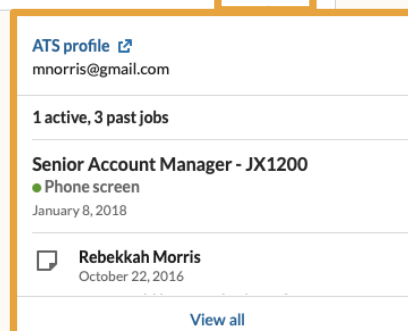 ATS profile
mnorris@gmail.com
1 active, 3 past jobs
Senior Account Manager - JX1200
Phone screen
January 8, 2018
Rebekkah Morris
October 22, 2016
View all